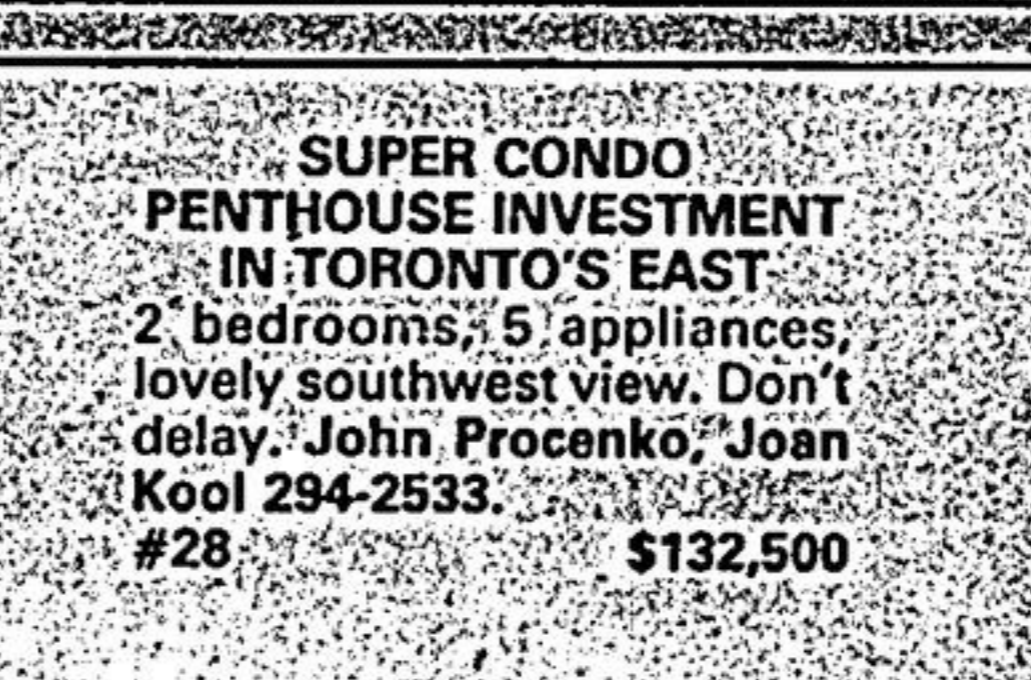 SUPER CONDO
PENTHOUSE INVESTMENT
IN TORONTO'S EAST
2 bedrooms, 5 appliances,
lovely southwest view. Don't
delay. John Procenko, Joan
Kool 294-2533.
#28 $132,500